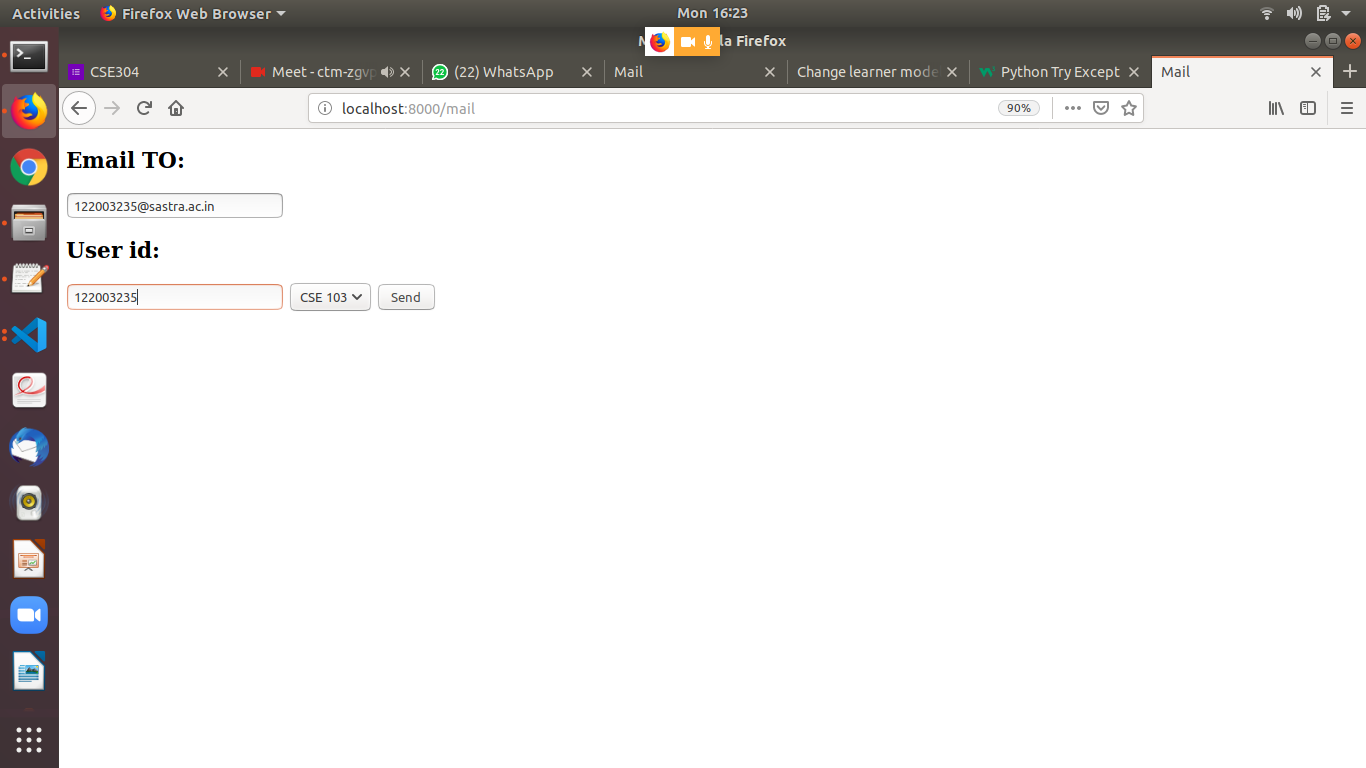 Activities Firefox Web Browser Mon 16:23
la Firefox
CSE304 Meet - ctm-zgvp (22) WhatsApp Mail Change learner mode Python Try Except Mail
localhost:8000/mail 90%
Email TO:
122003235@sastra.ac.in
User id:
122003235 CSE 103 Send